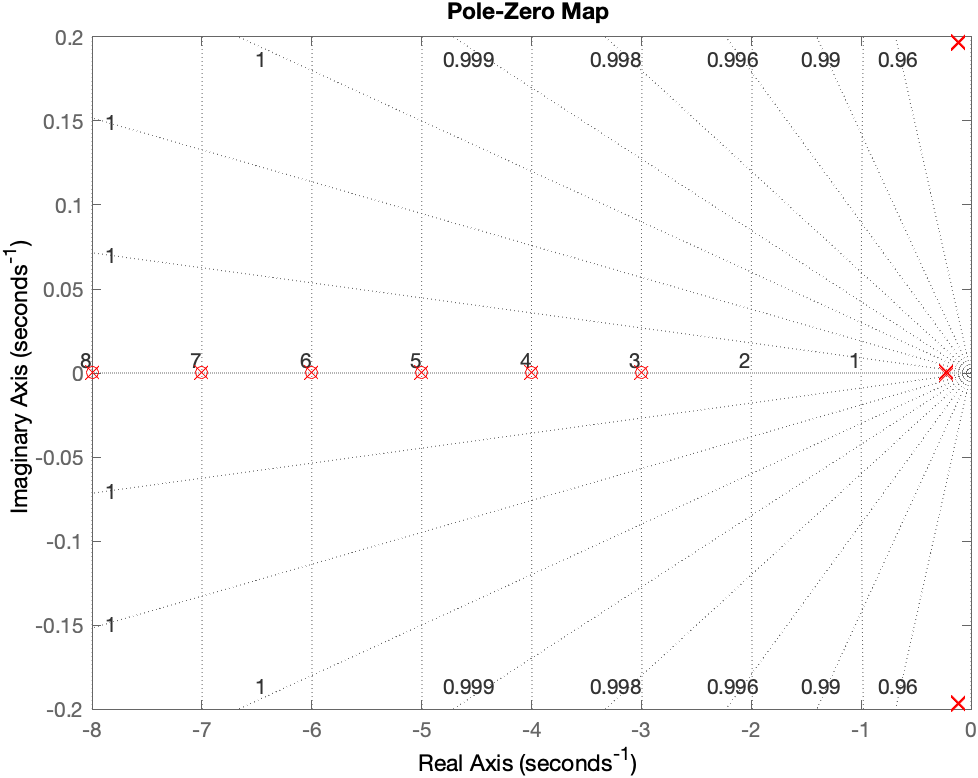 Pole-Zero Map
0.2
1 0.999 0.998 0.996 0.99 0.96
0.15 1
0.1
1
0.05
8 7 6 5 4 3 2 1
0
-0.05
1
-0.1
-0.15 1
1 0.999 0.998 0.996 0.99 0.96
-0.2
-8 -7 -6 -5 -4 -3 -2 -1 0
Real Axis (seconds-1)
Imaginary Axis (seconds-1)